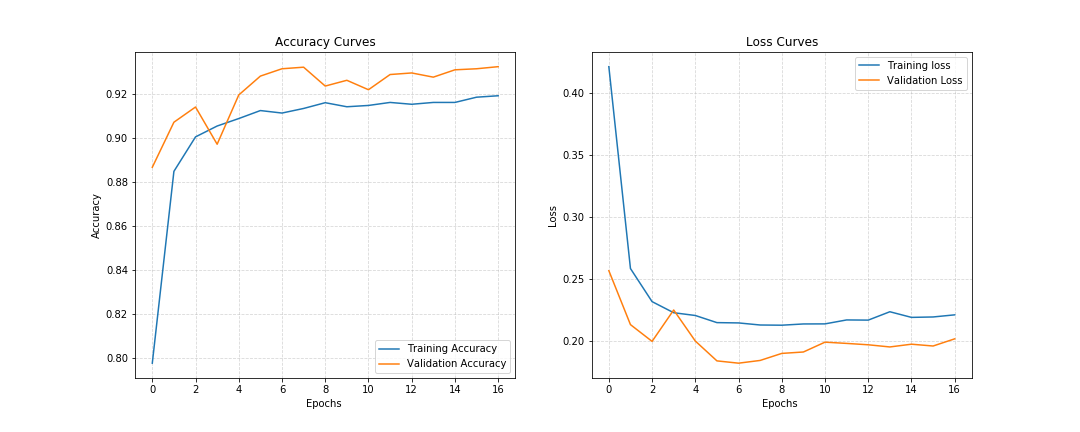 Accuracy Curves
Accuracy
0.92
0.90
0.88
0.86
0.84
0.82
0.80
Training Accuracy
Validation Accuracy
0 2 4 6 8 10 12 14 16
Epochs
Loss Curves
Loss
0.40
0.35
0.30
0.25
0.20
Training loss
Validation Loss
0 2 4 6 8 10 12 14 16
Epochs